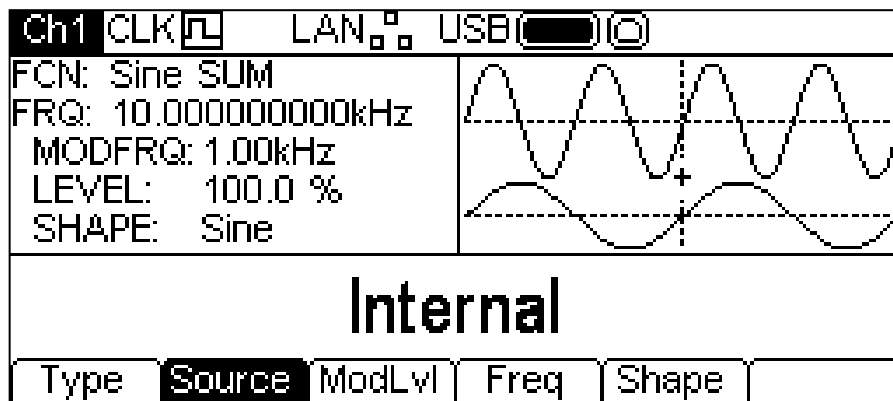 Ch1 CLK LAN USB
FCN: Sine SUM
FRQ: 10.000000000kHz
MODFRQ: 1.00kHz
LEVEL: 100.0 %
SHAPE: Sine
Internal
Type Source ModLvl Freq Shape